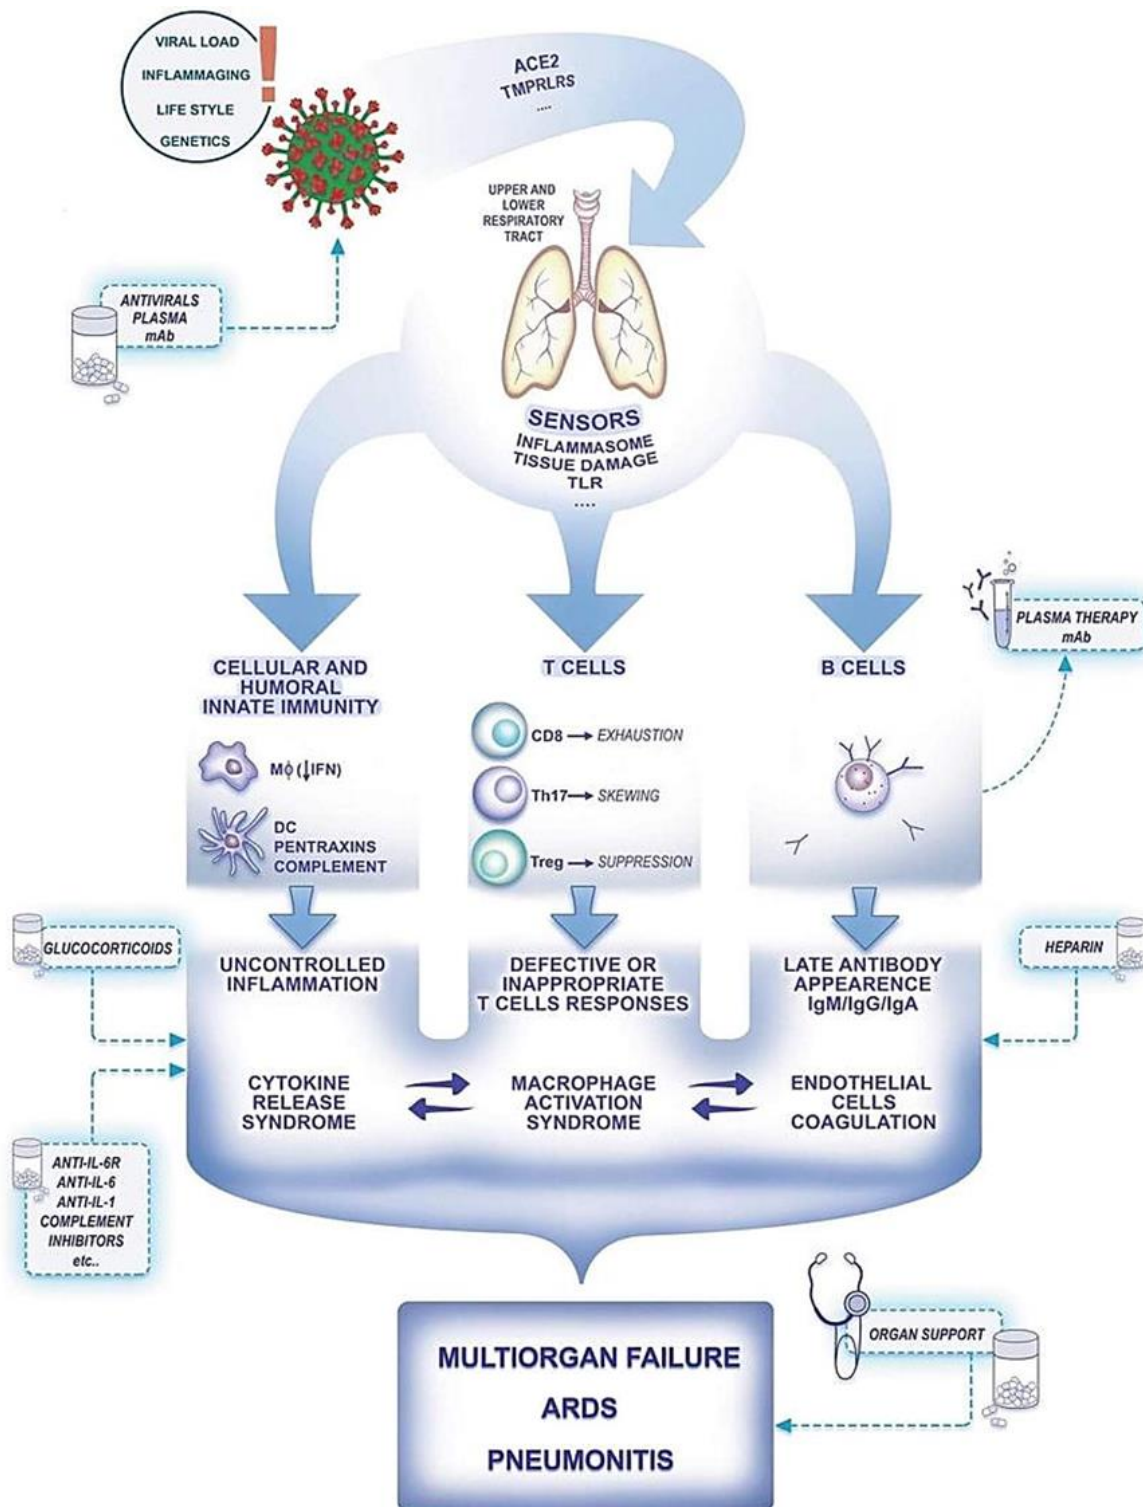 VIRAL LOAD
INFLAMMAGING
LIFE STYLE
GENETICS
!
ACE2
TMPRLRS
....
UPPER AND
LOWER
RESPIRATORY
TRACT
ANTIVIRALS
PLASMA
mAb
SENSORS
INFLAMMASOME
TISSUE DAMAGE
TLR
....
PLASMA THERAPY
mAb
CELLULAR AND
HUMORAL
INNATE IMMUNITY
Mϕ (↓IFN)
DC
PENTRAXINS
COMPLEMENT
T CELLS
CD8 → EXHAUSTION
Th17 → SKEWING
Treg → SUPPRESSION
B CELLS
GLUCOCORTICOIDS
UNCONTROLLED
INFLAMMATION
DEFECTIVE OR
INAPPROPRIATE
T CELLS RESPONSES
LATE ANTIBODY
APPEARENCE
IgM/IgG/IgA
HEPARIN
CYTOKINE
RELEASE
SYNDROME
MACROPHAGE
ACTIVATION
SYNDROME
ENDOTHELIAL
CELLS
COAGULATION
ANTI-IL-6R
ANTI-IL-6
ANTI-IL-1
COMPLEMENT
INHIBITORS
etc..
ORGAN SUPPORT
MULTIORGAN FAILURE
ARDS
PNEUMONITIS